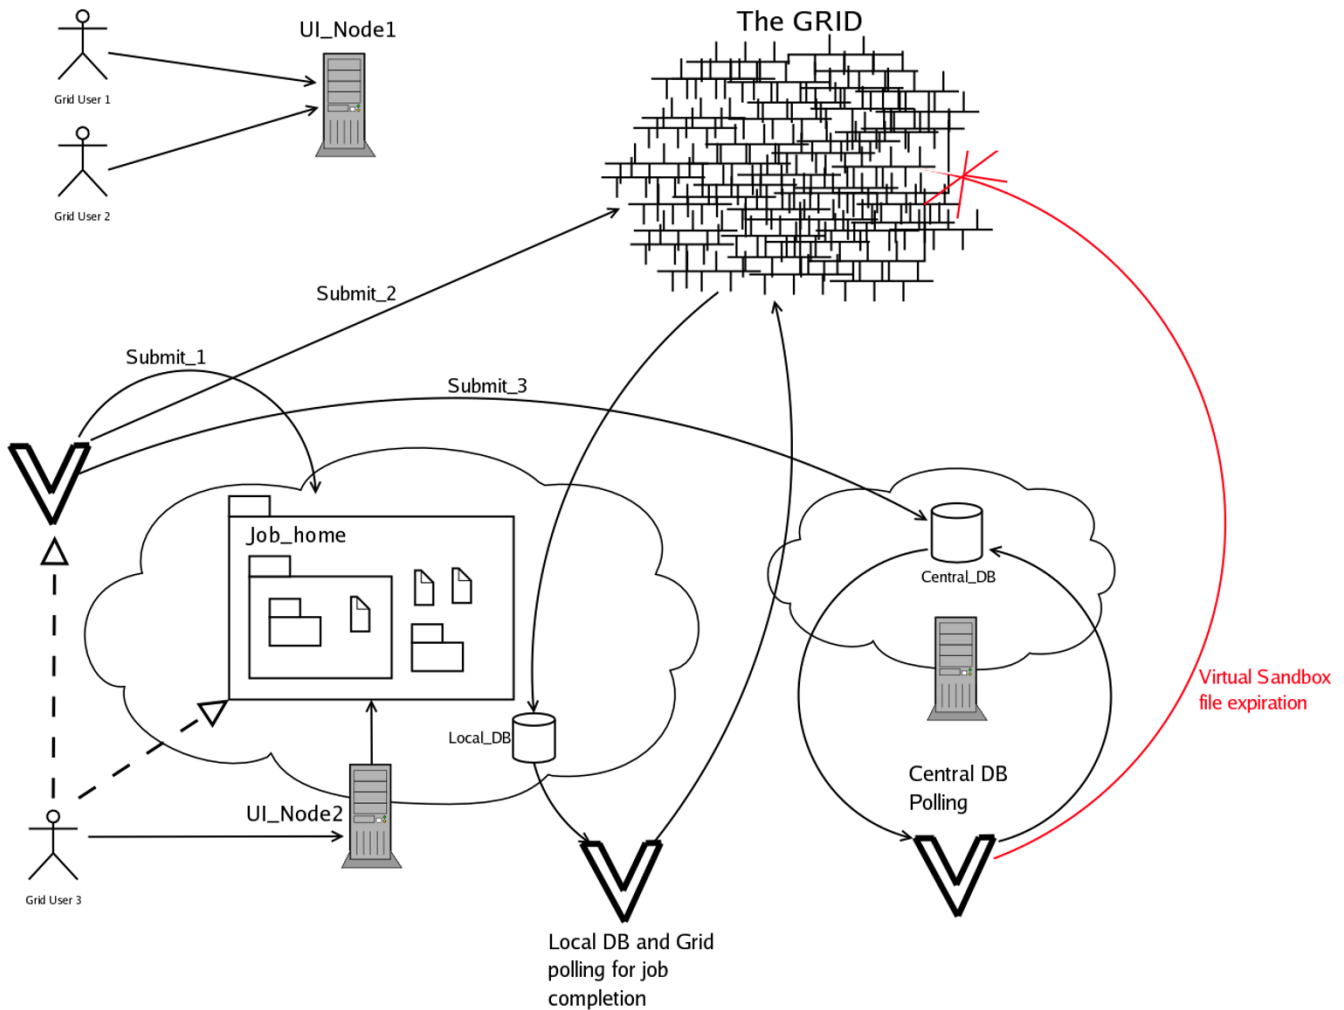 The GRID
UI_Node1
Grid User 1
Grid User 2
Submit_2
Submit_1
Submit_3
Job_home
Central_DB
Local_DB
Virtual Sandbox
file expiration
Central DB
Polling
UI_Node2
Grid User 3
Local DB and Grid
polling for job
completion